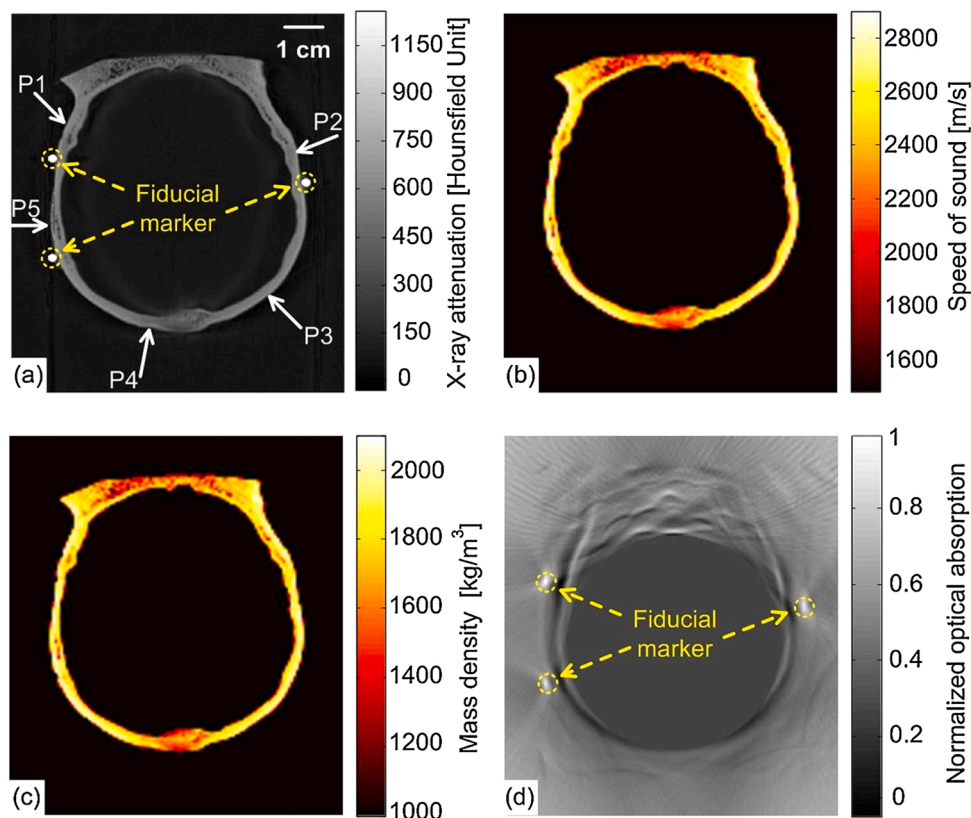 1 cm
P1
P2
Fiducial
marker
P5
P3
P4
(a)
1150
900
750
600
450
300
150
0
X-ray attenuation [Hounsfield Unit]
(b)
2800
2600
2400
2200
2000
1800
1600
Speed of sound [m/s]
(c)
2000
1800
1600
1400
1200
1000
Mass density [kg/m³]
Fiducial
marker
(d)
1
0.8
0.6
0.4
0.2
0
Normalized optical absorption